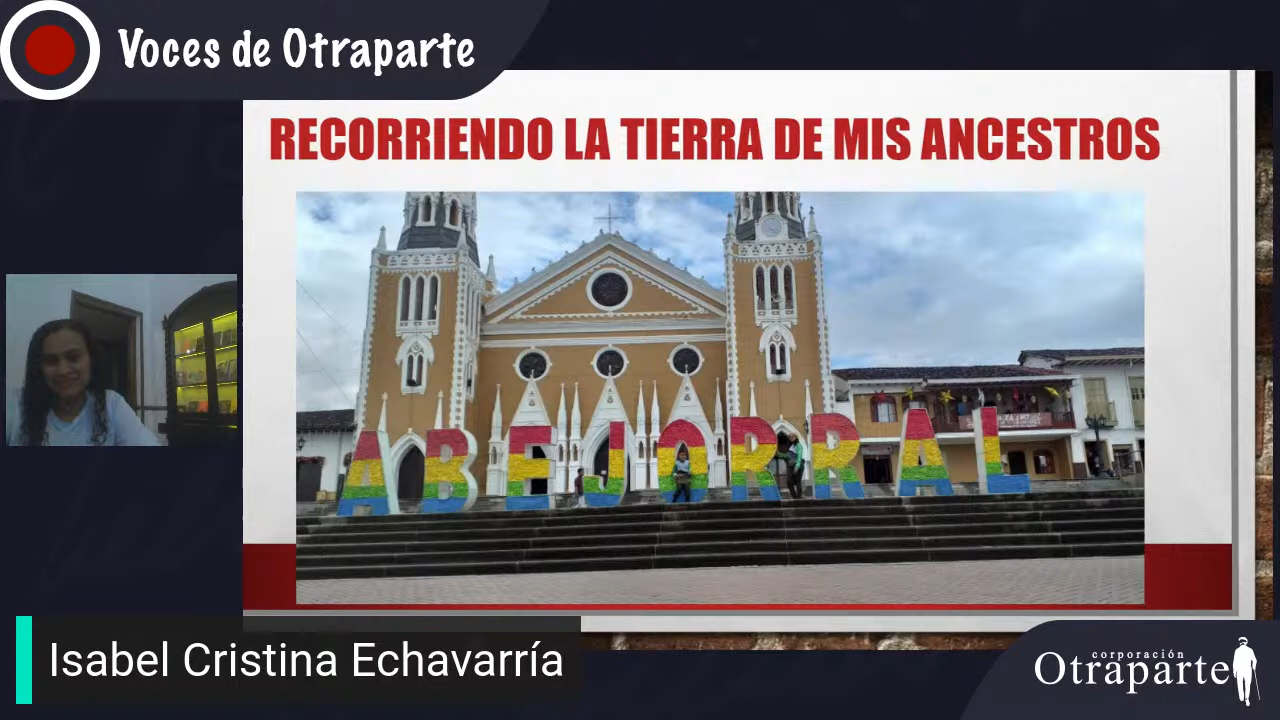 Voces de Otraparte
RECORRIENDO LA TIERRA DE MIS ANCESTROS
ABEJORRAL
Isabel Cristina Echavarría
corporación
Otraparte